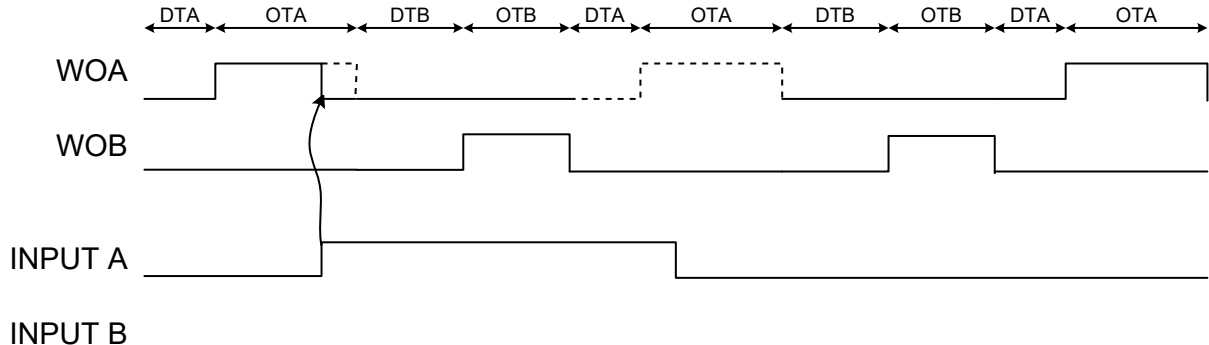 DTA OTA DTB OTB DTA OTA DTB OTB DTA OTA
WOA
WOB
INPUT A
INPUT B